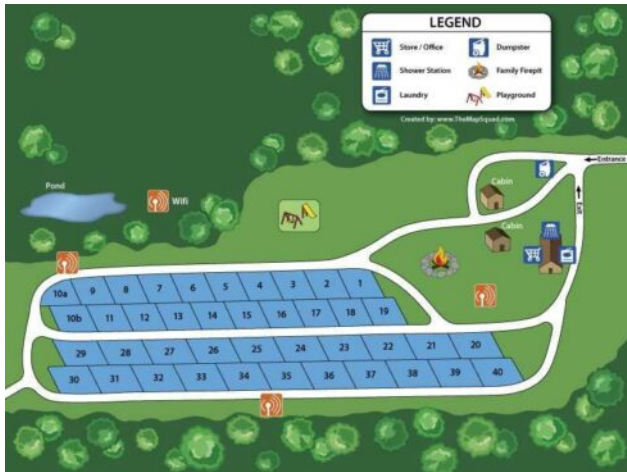 LEGEND
Store / Office
Dumpster
Shower Station
Family Firepit
Laundry
Playground
Created by: www.TheMapSquad.com
Entrance
Cabin
Pond
Wifi
Exit
Cabin
10a 9 8 7 6 5 4 3 2 1
10b 11 12 13 14 15 16 17 18 19
29 28 27 26 25 24 23 22 21 20
30 31 32 33 34 35 36 37 38 39 40